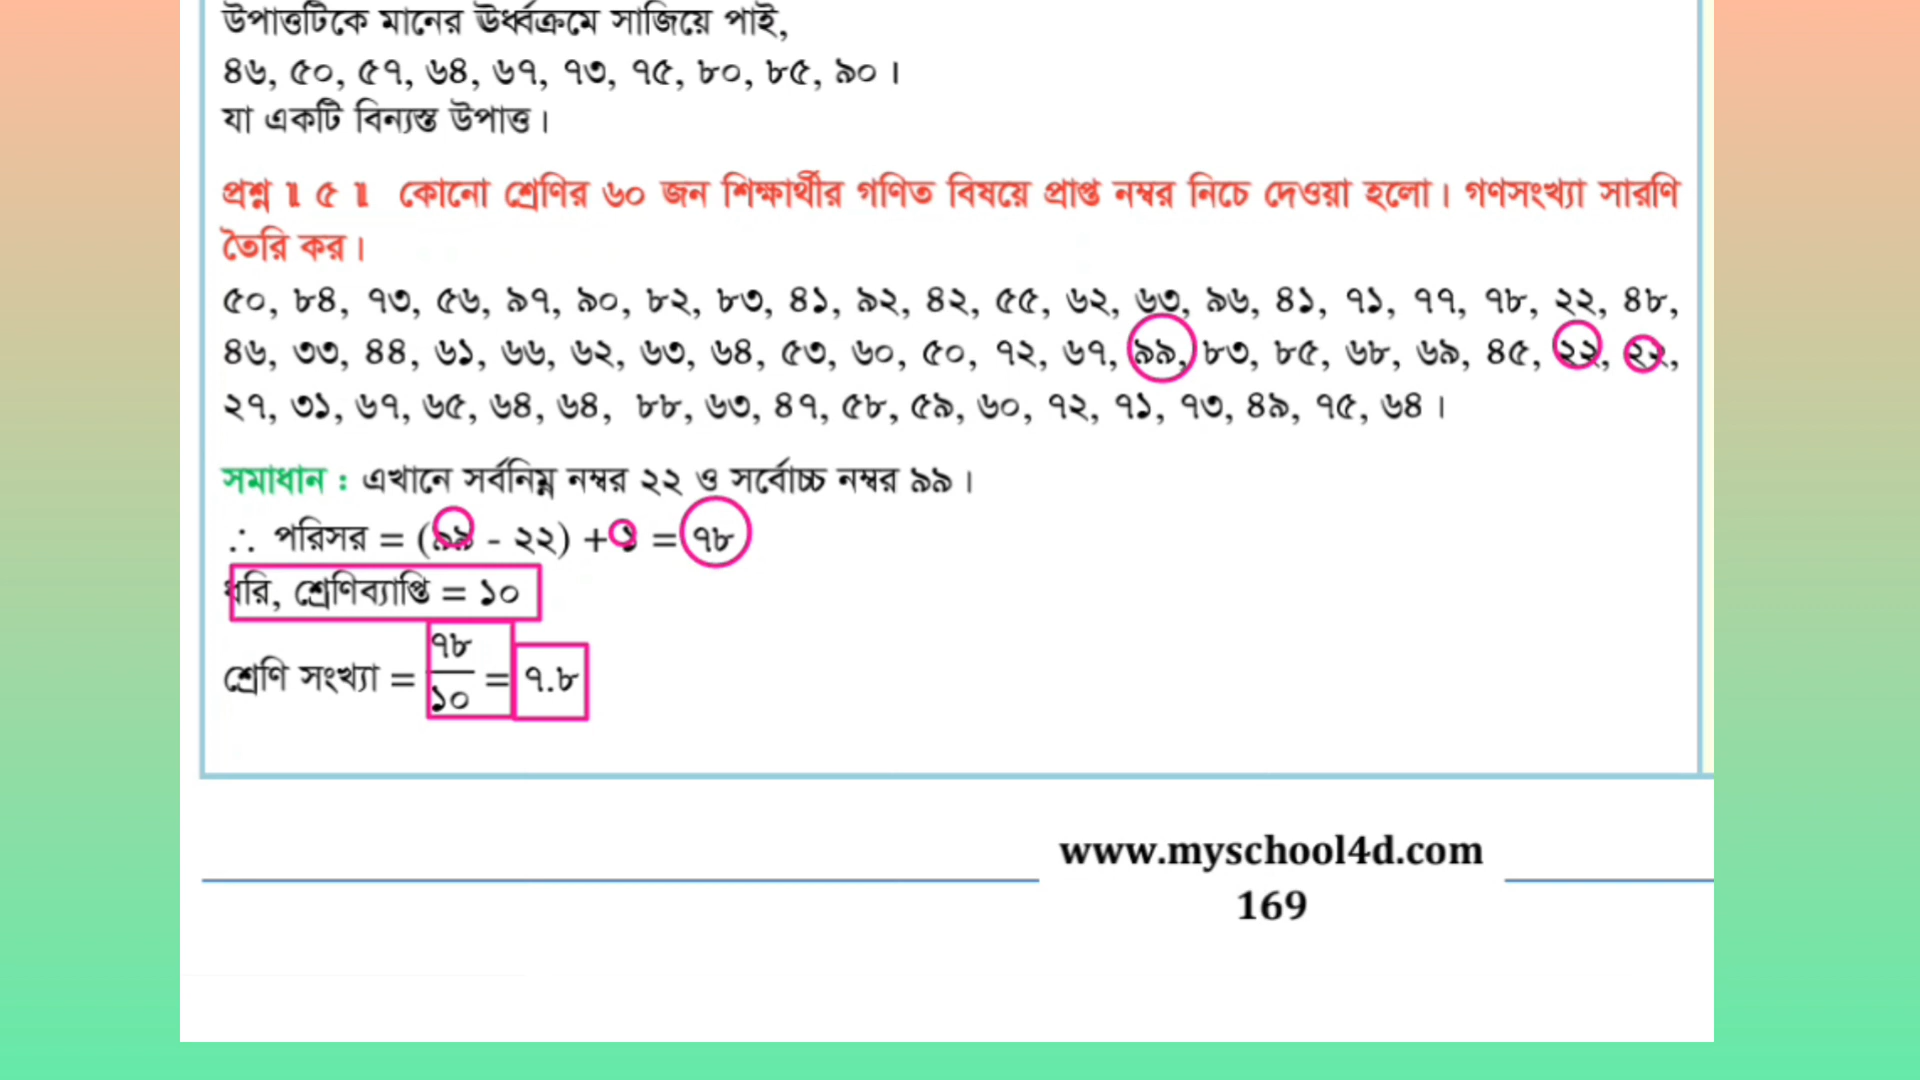 উপাত্তটিকে মানের ঊর্ধ্বক্রমে সাজিয়ে পাই,
৪৬, ৫০, ৫৭, ৬৪, ৬৭, ৭৩, ৭৫, ৮০, ৮৫, ৯০ ।
যা একটি বিন্যস্ত উপাত্ত।
প্রশ্ন ॥ ৫ ॥ কোনো শ্রেণির ৬০ জন শিক্ষার্থীর গণিত বিষয়ে প্রাপ্ত নম্বর নিচে দেওয়া হলো। গণসংখ্যা সারণি
তৈরি কর।
৫০, ৮৪, ৭৩, ৫৬, ৯৭, ৯০, ৮২, ৮৩, ৪১, ৯২, ৪২, ৫৫, ৬২, ৬৩, ৯৬, ৪১, ৭১, ৭৭, ৭৮, ২২, ৪৮,
৪৬, ৩৩, ৪৪, ৬১, ৬৬, ৬২, ৬৩, ৬৪, ৫৩, ৬০, ৫০, ৭২, ৬৭, ৯৯, ৮৩, ৮৫, ৬৮, ৬৯, ৪৫, ২২, ২২,
২৭, ৩১, ৬৭, ৬৫, ৬৪, ৬৪, ৮৮, ৬৩, ৪৭, ৫৮, ৫৯, ৬০, ৭২, ৭১, ৭৩, ৪৯, ৭৫, ৬৪ ।
সমাধান : এখানে সর্বনিম্ন নম্বর ২২ ও সর্বোচ্চ নম্বর ৯৯ ।
∴ পরিসর = (৯৯ - ২২) + ১ = ৭৮
ধরি, শ্রেণিব্যাপ্তি = ১০
শ্রেণি সংখ্যা = ৭৮/১০ = ৭.৮
www.myschool4d.com
169